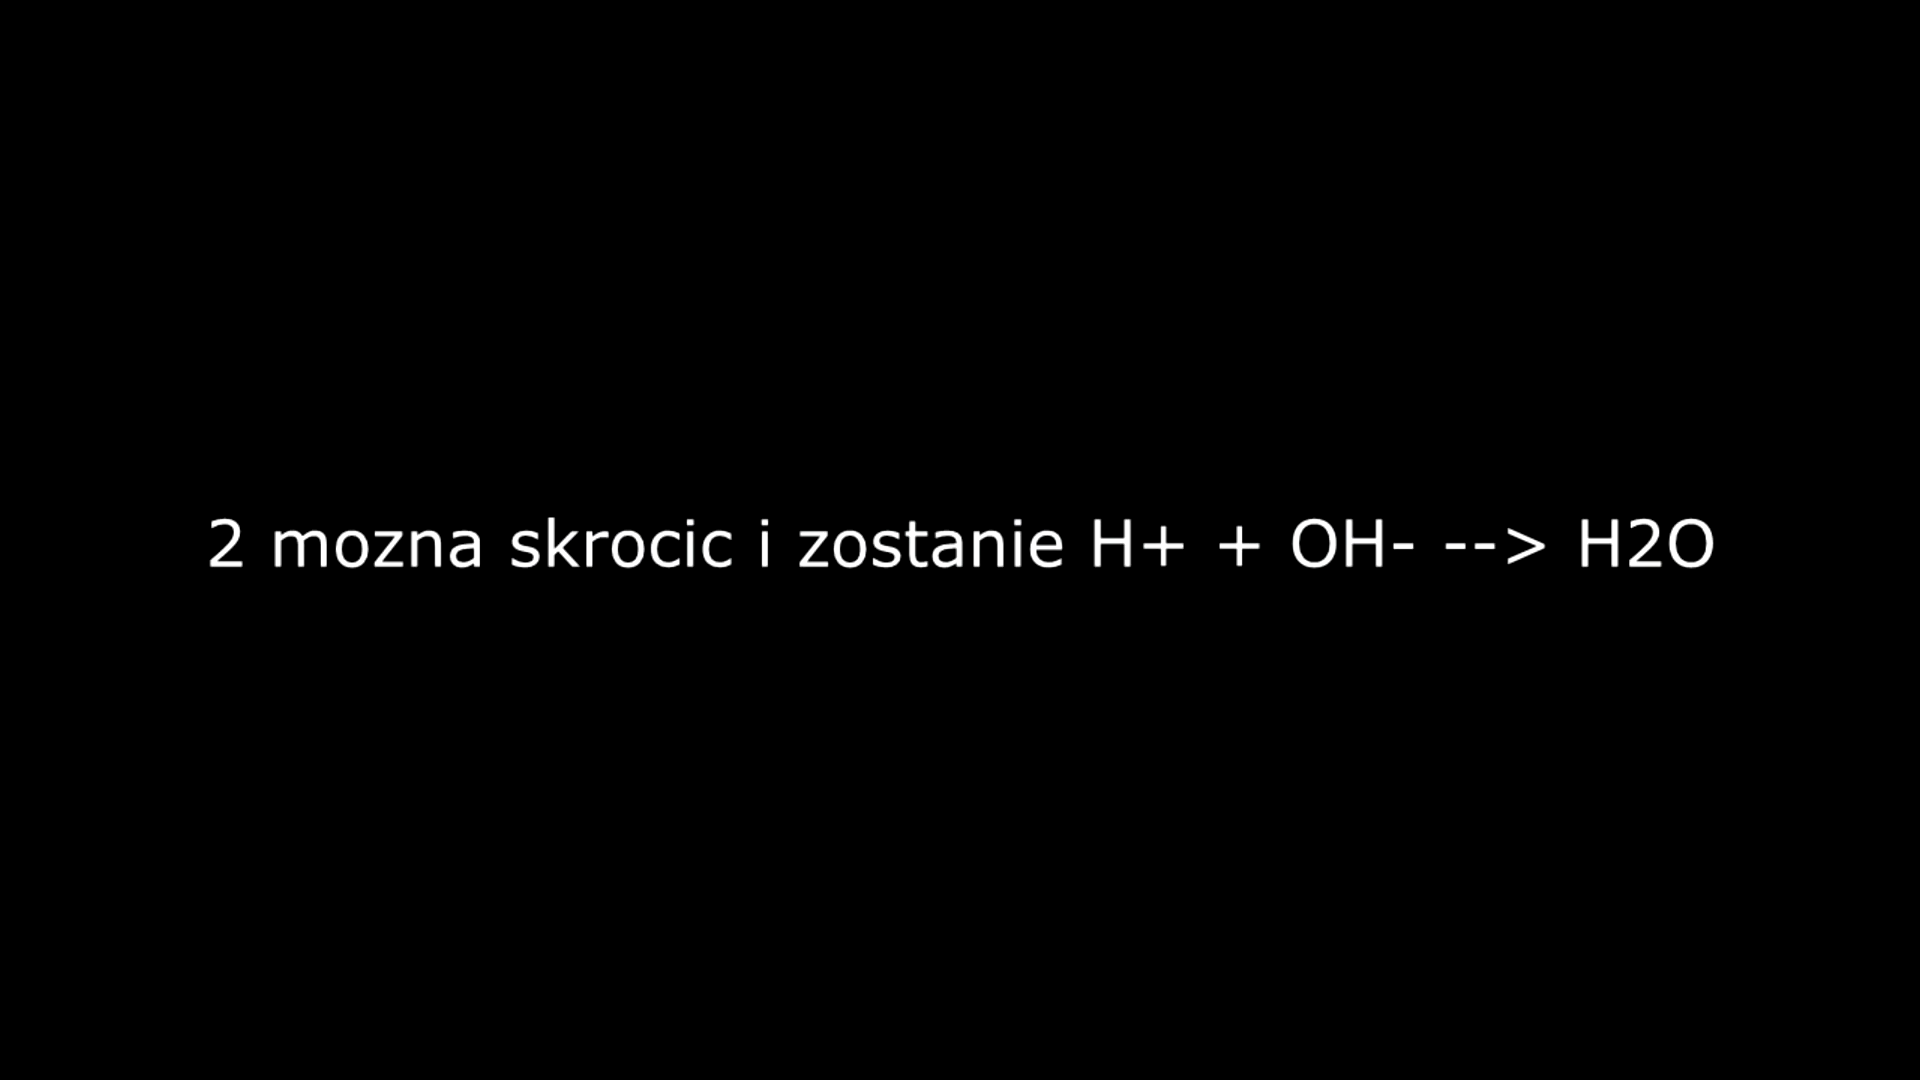 2 mozna skrocic i zostanie H+ + OH- --> H2O